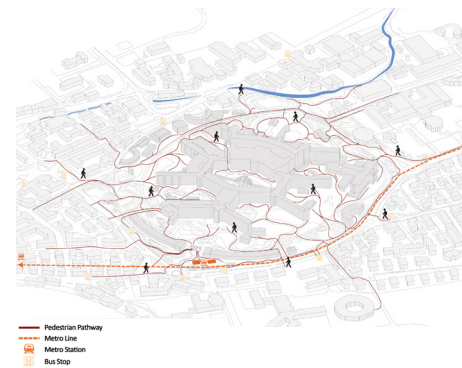 Pedestrian Pathway
Metro Line
Metro Station
Bus Stop